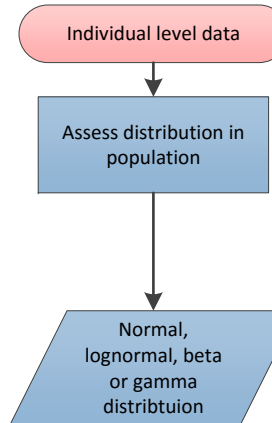 Individual level data
Assess distribution in
population
Normal,
lognormal, beta
or gamma
distribtuion